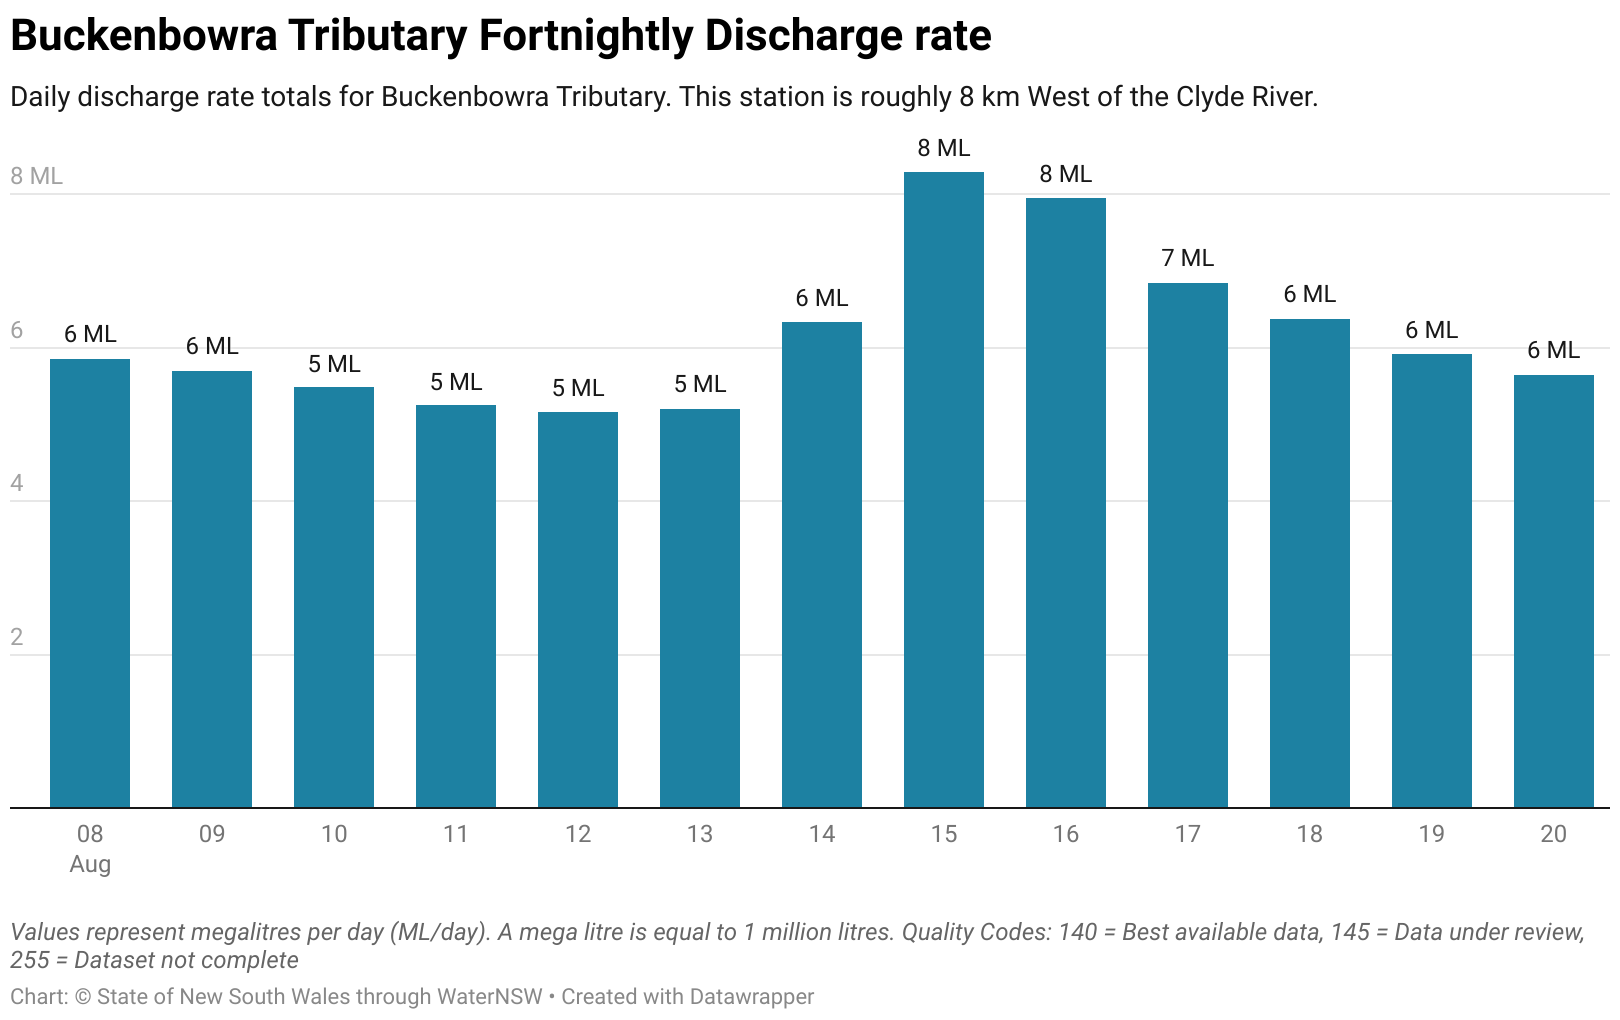 Buckenbowra Tributary Fortnightly Discharge rate
Daily discharge rate totals for Buckenbowra Tributary. This station is roughly 8 km West of the Clyde River.
8 ML
6
4
2
6 ML
6 ML
5 ML
5 ML
5 ML
5 ML
6 ML
8 ML
8 ML
7 ML
6 ML
6 ML
6 ML
08
Aug
09
10
11
12
13
14
15
16
17
18
19
20
Values represent megalitres per day (ML/day). A mega litre is equal to 1 million litres. Quality Codes: 140 = Best available data, 145 = Data under review,
255 = Dataset not complete
Chart: © State of New South Wales through WaterNSW • Created with Datawrapper